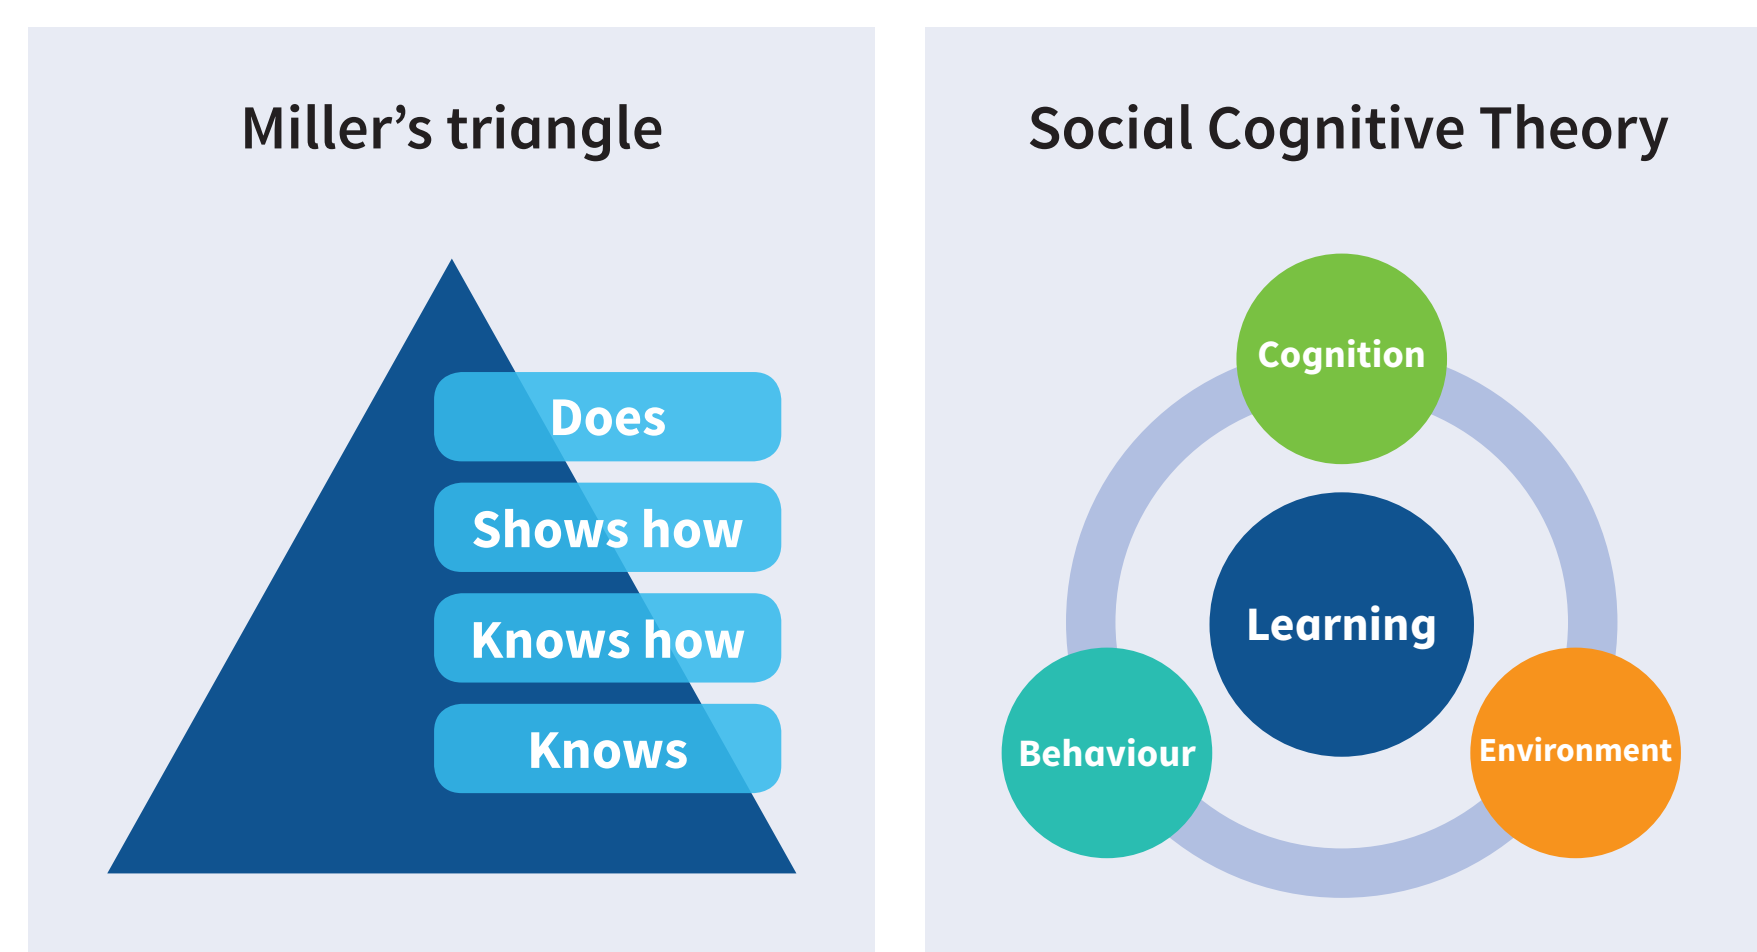 Miller’s triangle
Does
Shows how
Knows how
Knows
Social Cognitive Theory
Cognition
Learning
Behaviour
Environment